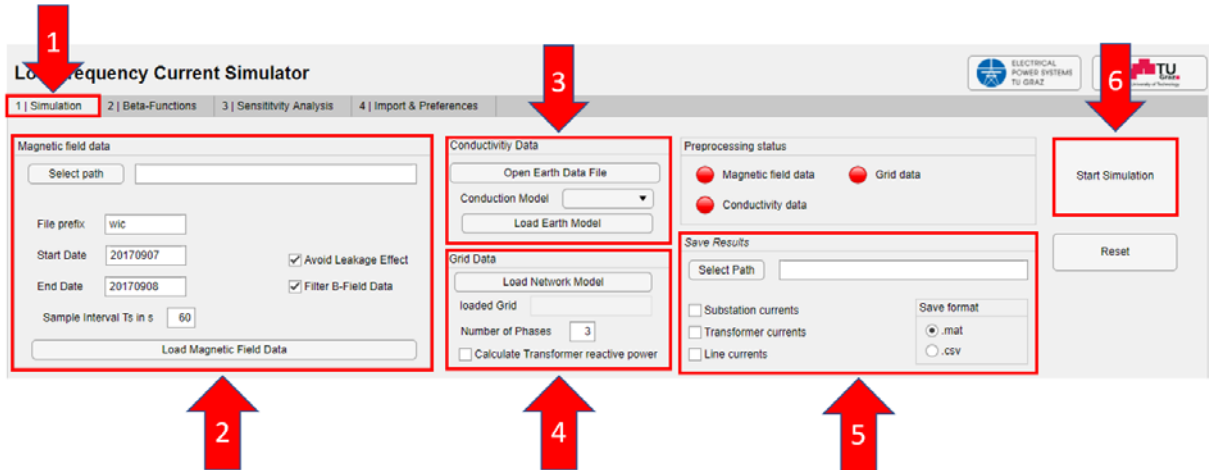 1
3
6
Lo requency Current Simulator
ELECTRICAL
POWER SYSTEMS
TU GRAZ
TU
Graz
1 | Simulation
2 | Beta-Functions
3 | Sensititvity Analysis
4 | Import & Preferences
Magnetic field data
Select path
File prefix
wic
Start Date
20170907
Avoid Leakage Effect
End Date
20170908
Filter B-Field Data
Sample Interval Ts in s
60
Load Magnetic Field Data
Conductivitiy Data
Open Earth Data File
Conduction Model
Load Earth Model
Grid Data
Load Network Model
loaded Grid
Number of Phases
3
Calculate Transformer reactive power
Preprocessing status
Magnetic field data
Grid data
Conductivity data
Save Results
Select Path
Substation currents
Transformer currents
Line currents
Save format
.mat
.csv
Start Simulation
Reset
2
4
5